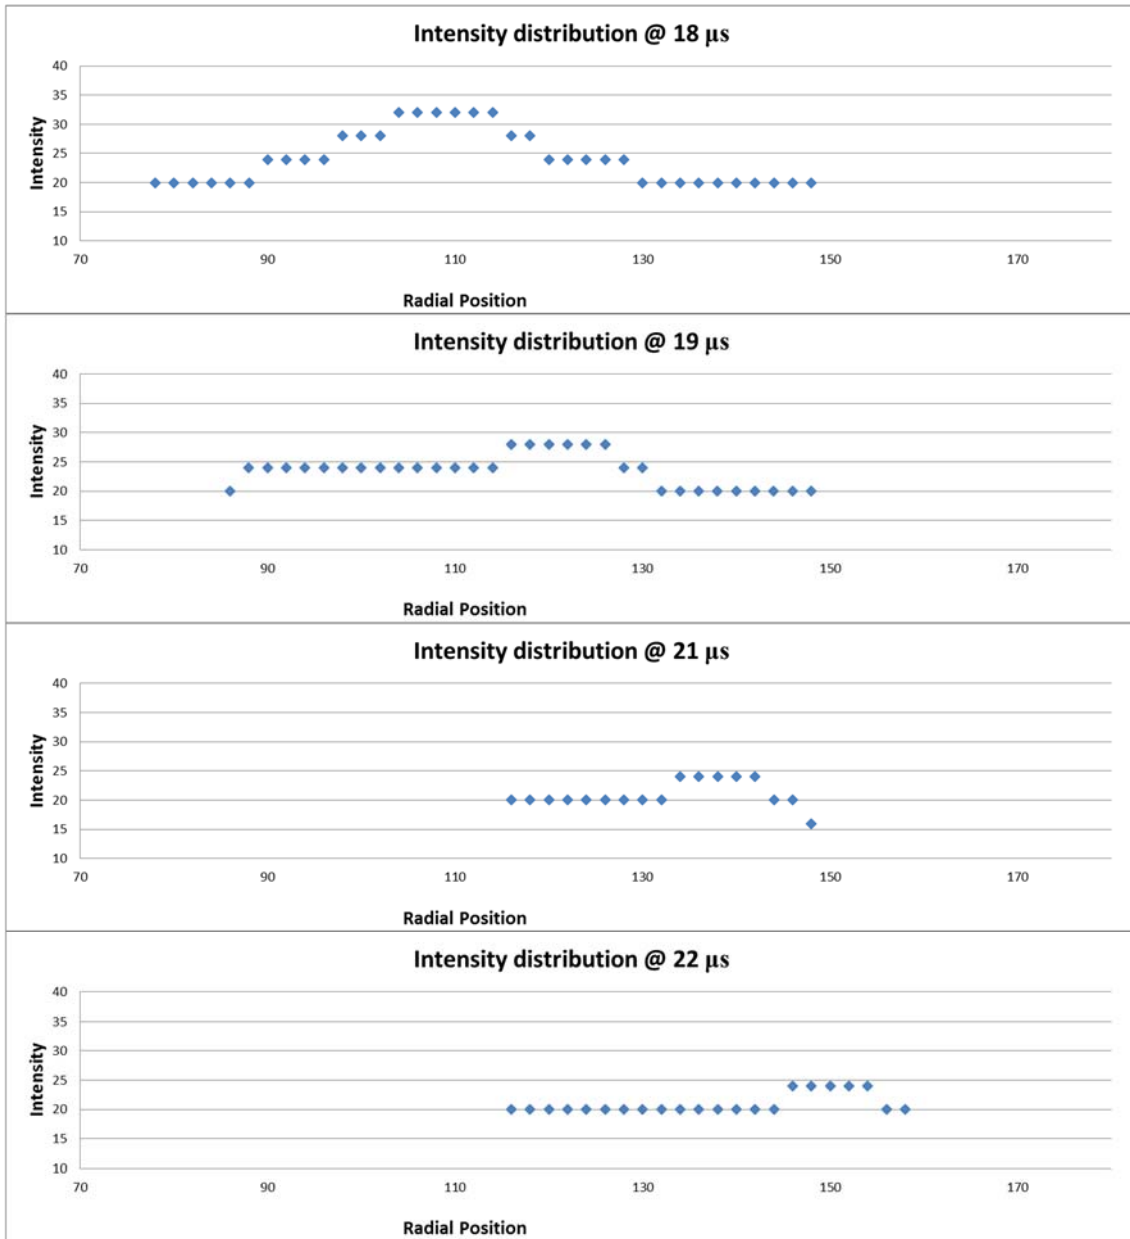 Intensity distribution @ 18 µs
40
35
30
25
20
15
10
Intensity
70 90 110 130 150 170
Radial Position
Intensity distribution @ 19 µs
40
35
30
25
20
15
10
Intensity
70 90 110 130 150 170
Radial Position
Intensity distribution @ 21 µs
40
35
30
25
20
15
10
Intensity
70 90 110 130 150 170
Radial Position
Intensity distribution @ 22 µs
40
35
30
25
20
15
10
Intensity
70 90 110 130 150 170
Radial Position